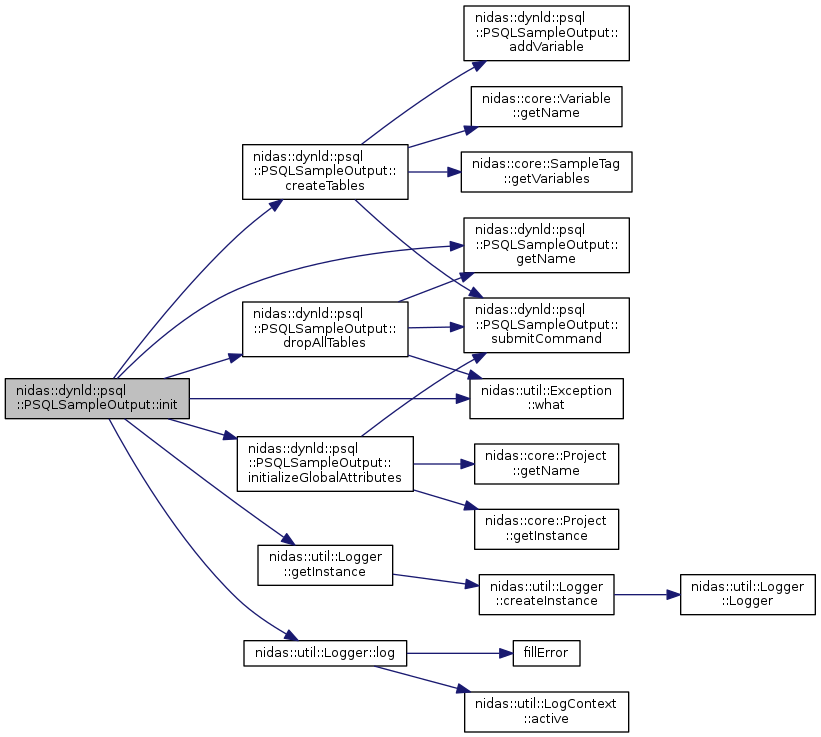 nidas::dynld::psql
::PSQLSampleOutput::
addVariable
nidas::core::Variable
::getName
nidas::dynld::psql
::PSQLSampleOutput::
createTables
nidas::core::SampleTag
::getVariables
nidas::dynld::psql
::PSQLSampleOutput::
getName
nidas::dynld::psql
::PSQLSampleOutput::
dropAllTables
nidas::dynld::psql
::PSQLSampleOutput::
submitCommand
nidas::dynld::psql
::PSQLSampleOutput::init
nidas::util::Exception
::what
nidas::dynld::psql
::PSQLSampleOutput::
initializeGlobalAttributes
nidas::core::Project
::getName
nidas::core::Project
::getInstance
nidas::util::Logger
::getInstance
nidas::util::Logger
::createInstance
nidas::util::Logger
::Logger
nidas::util::Logger::log
fillError
nidas::util::LogContext
::active